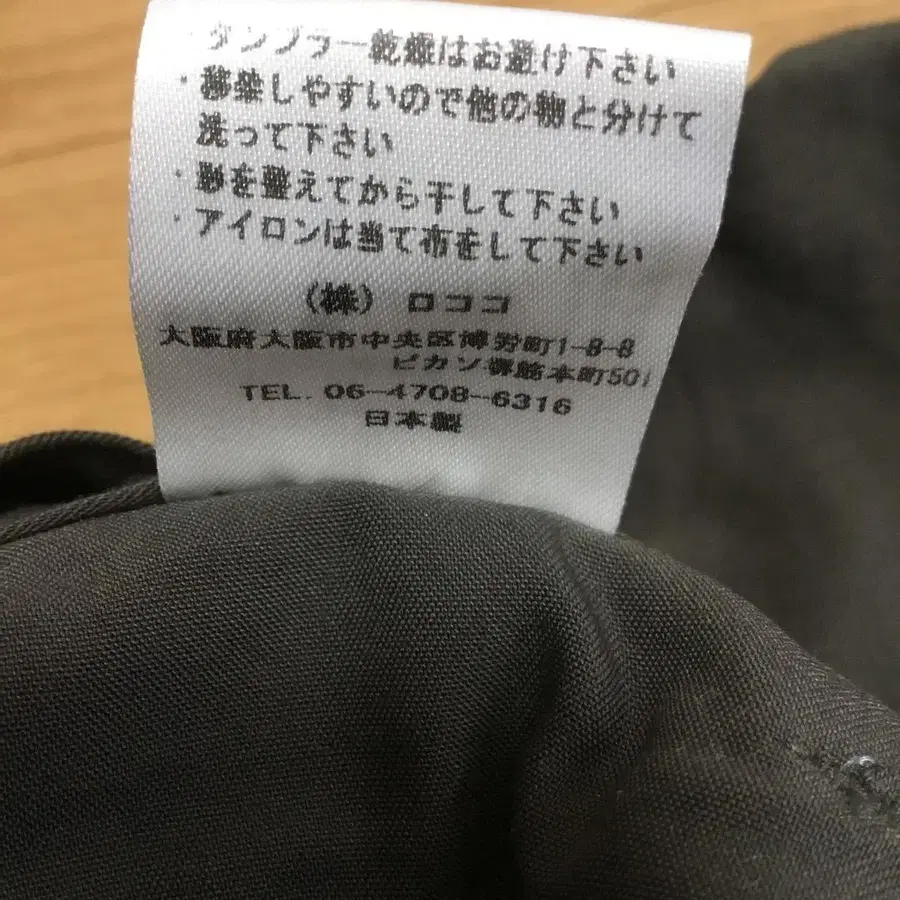 ・タンブラー乾燥はお避け下さい
・移染しやすいので他の物と分けて
洗って下さい
・形を整えてから干して下さい
・アイロンは当て布をして下さい
(株) ロココ
大阪府大阪市中央区博労町1-8-8
ピカソ堺筋本町501
TEL. 06-4708-6316
日本製